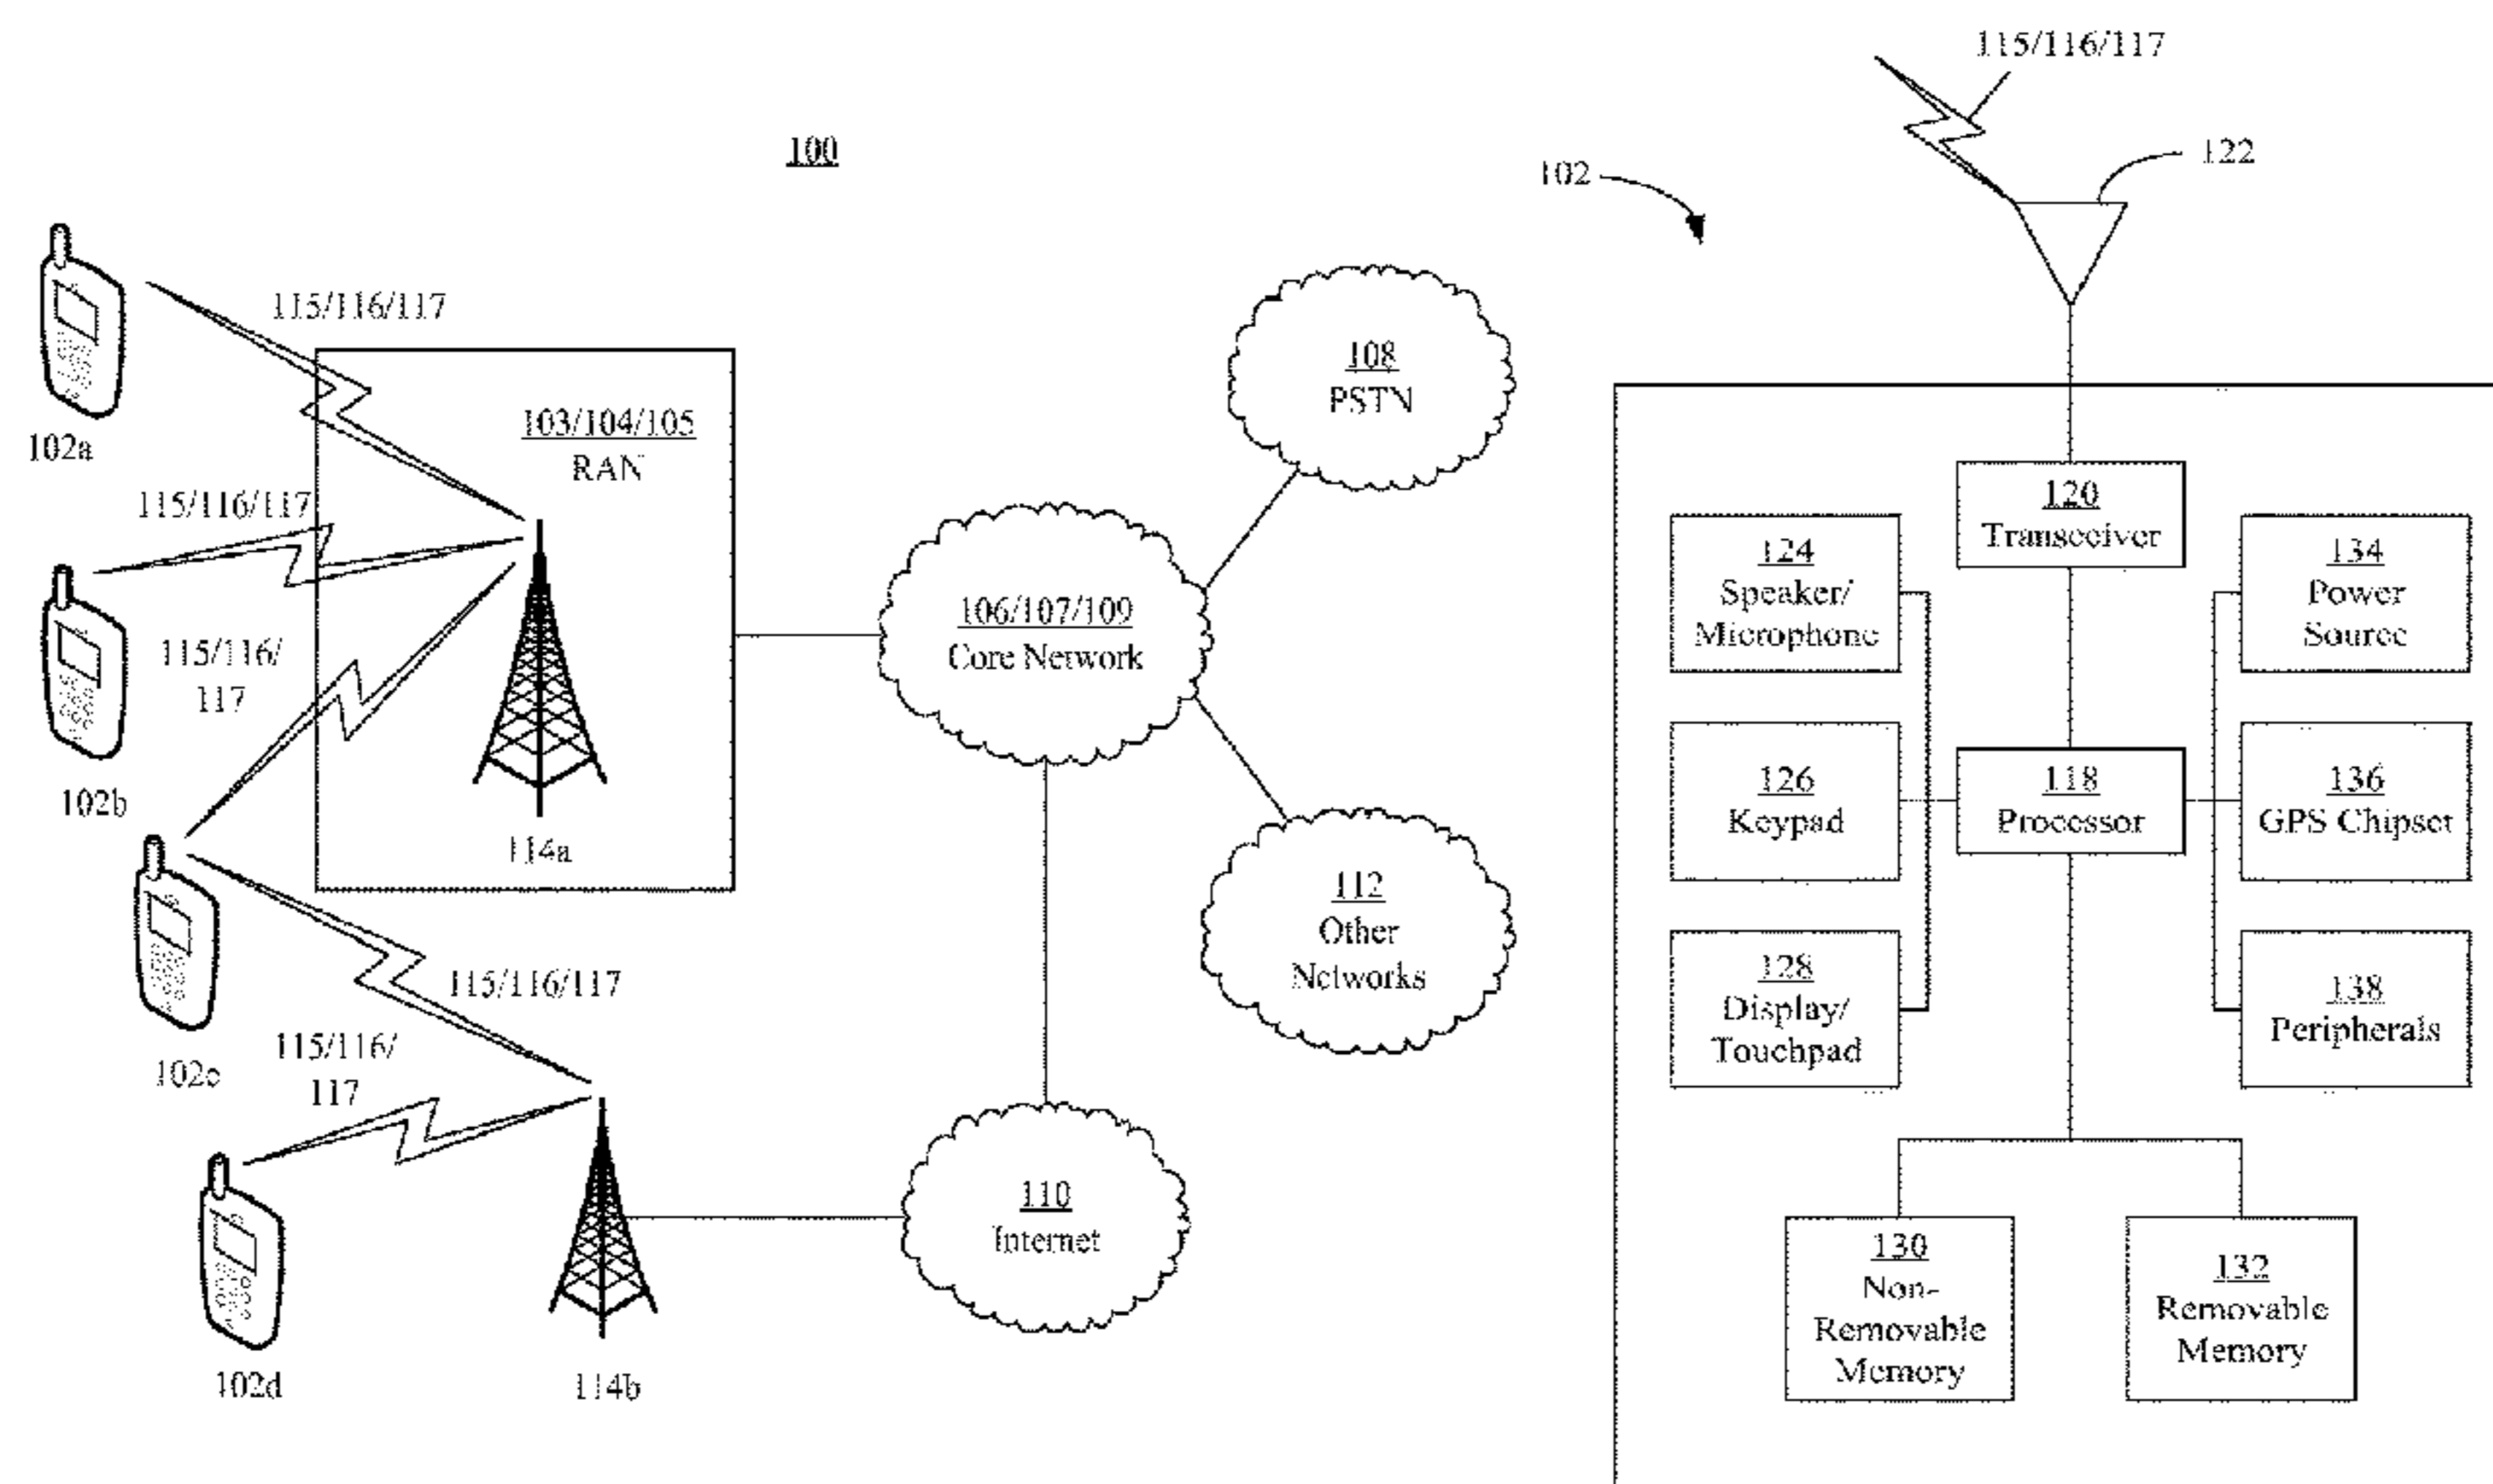 100
115/116/117
102a
103/104/105
RAN
115/116/117
102b
115/116/
117
114a
106/107/109
Core Network
108
PSTN
112
Other
Networks
102c
115/116/117
115/116/
117
102d
114b
110
Internet
115/116/117
102
122
120
Transceiver
124
Speaker/
Microphone
134
Power
Source
126
Keypad
118
Processor
136
GPS Chipset
128
Display/
Touchpad
138
Peripherals
130
Non-
Removable
Memory
132
Removable
Memory